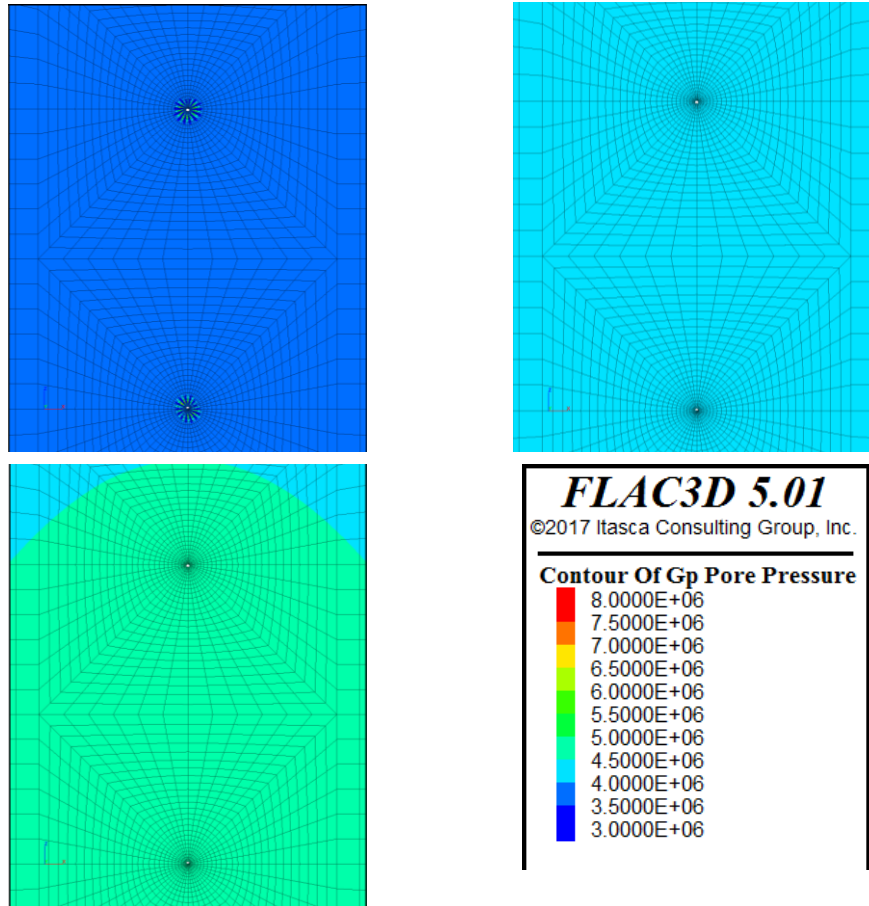 FLAC3D 5.01
©2017 Itasca Consulting Group, Inc.
Contour Of Gp Pore Pressure
8.0000E+06
7.5000E+06
7.0000E+06
6.5000E+06
6.0000E+06
5.5000E+06
5.0000E+06
4.5000E+06
4.0000E+06
3.5000E+06
3.0000E+06